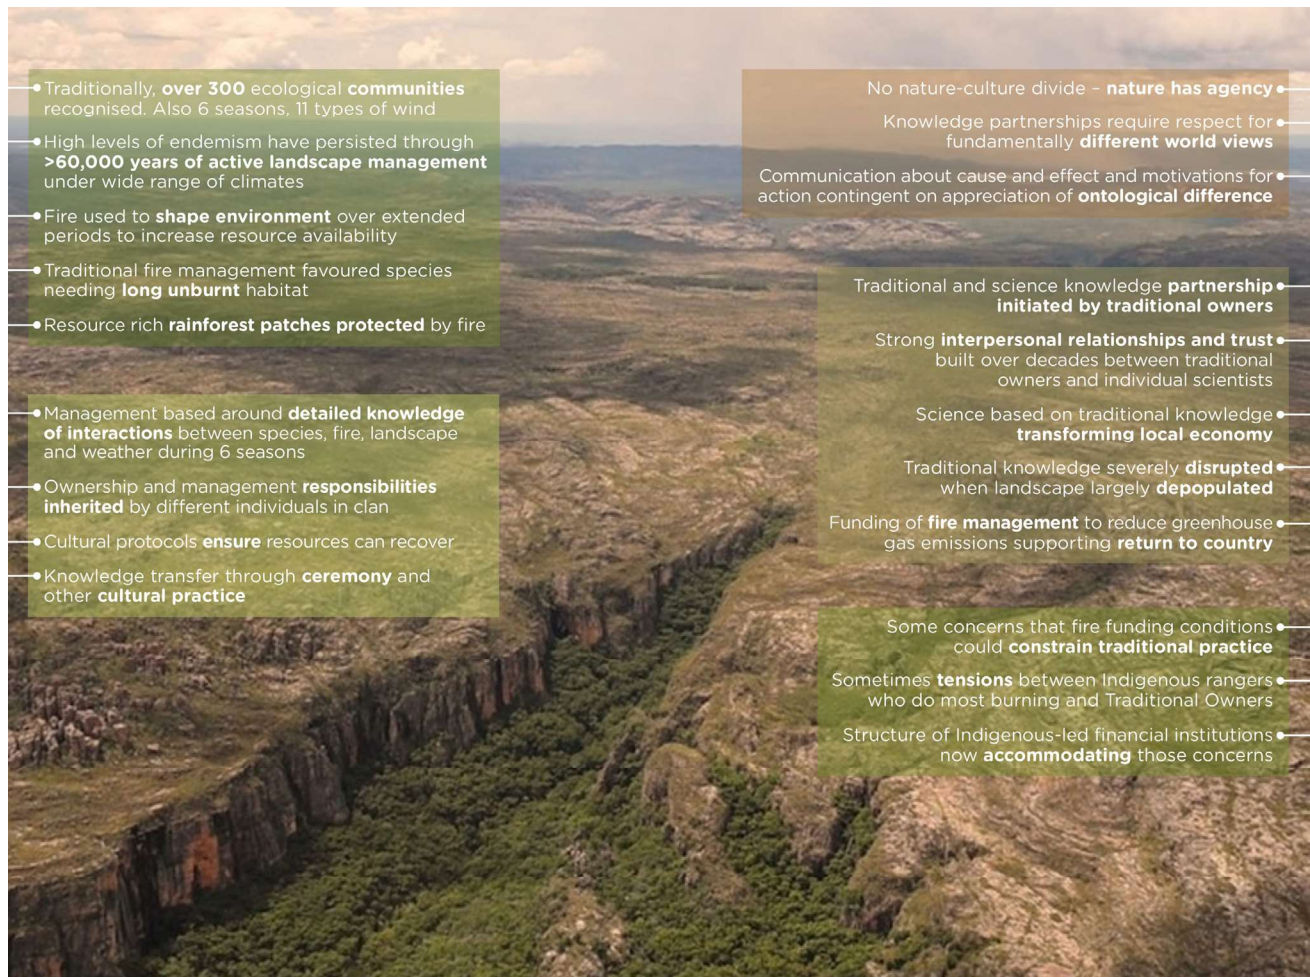 Traditionally, over 300 ecological communities
recognised. Also 6 seasons, 11 types of wind
High levels of endemism have persisted through
>60,000 years of active landscape management
under wide range of climates
Fire used to shape environment over extended
periods to increase resource availability
Traditional fire management favoured species
needing long unburnt habitat
Resource rich rainforest patches protected by fire
Management based around detailed knowledge
of interactions between species, fire, landscape
and weather during 6 seasons
Ownership and management responsibilities
inherited by different individuals in clan
Cultural protocols ensure resources can recover
Knowledge transfer through ceremony and
other cultural practice
No nature-culture divide – nature has agency
Knowledge partnerships require respect for
fundamentally different world views
Communication about cause and effect and motivations for
action contingent on appreciation of ontological difference
Traditional and science knowledge partnership
initiated by traditional owners
Strong interpersonal relationships and trust
built over decades between traditional
owners and individual scientists
Science based on traditional knowledge
transforming local economy
Traditional knowledge severely disrupted
when landscape largely depopulated
Funding of fire management to reduce greenhouse
gas emissions supporting return to country
Some concerns that fire funding conditions
could constrain traditional practice
Sometimes tensions between Indigenous rangers
who do most burning and Traditional Owners
Structure of Indigenous-led financial institutions
now accommodating those concerns